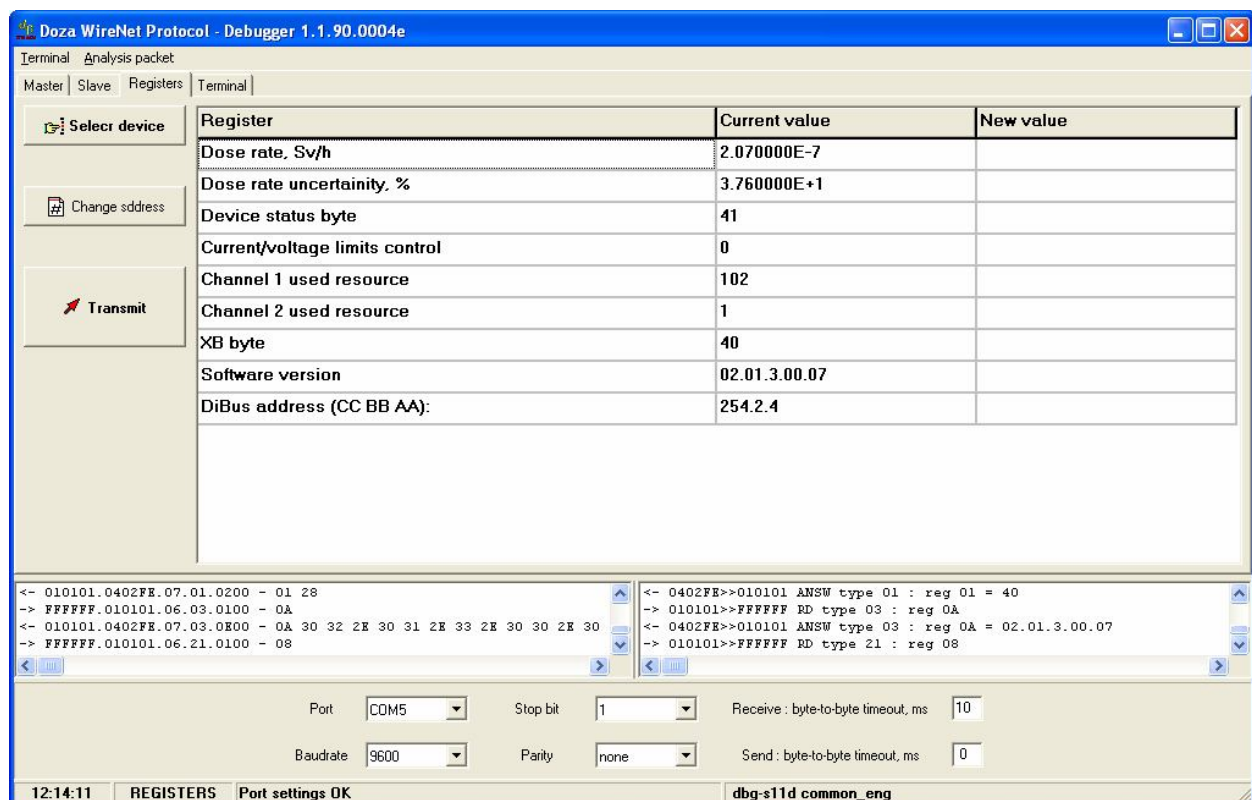 Doza WireNet Protocol - Debugger 1.1.90.0004e
Terminal Analysis packet
Master Slave Registers Terminal
Selecr device
Change sddress
Transmit
Register Current value New value
Dose rate, Sv/h 2.070000E-7
Dose rate uncertainity, % 3.760000E+1
Device status byte 41
Current/voltage limits control 0
Channel 1 used resource 102
Channel 2 used resource 1
XB byte 40
Software version 02.01.3.00.07
DiBus address (CC BB AA): 254.2.4
<- 010101.0402FE.07.01.0200 - 01 28
-> FFFFFF.010101.06.03.0100 - 0A
<- 010101.0402FE.07.03.0E00 - 0A 30 32 2E 30 31 2E 33 2E 30 30 2E 30
-> FFFFFF.010101.06.21.0100 - 08
<- 0402FE>>010101 ANSW type 01 : reg 01 = 40
-> 010101>>FFFFFF RD type 03 : reg 0A
<- 0402FE>>010101 ANSW type 03 : reg 0A = 02.01.3.00.07
-> 010101>>FFFFFF RD type 21 : reg 08
Port COM5 Stop bit 1 Receive : byte-to-byte timeout, ms 10
Baudrate 9600 Parity none Send : byte-to-byte timeout, ms 0
12:14:11 REGISTERS Port settings OK dbg-s11d common_eng